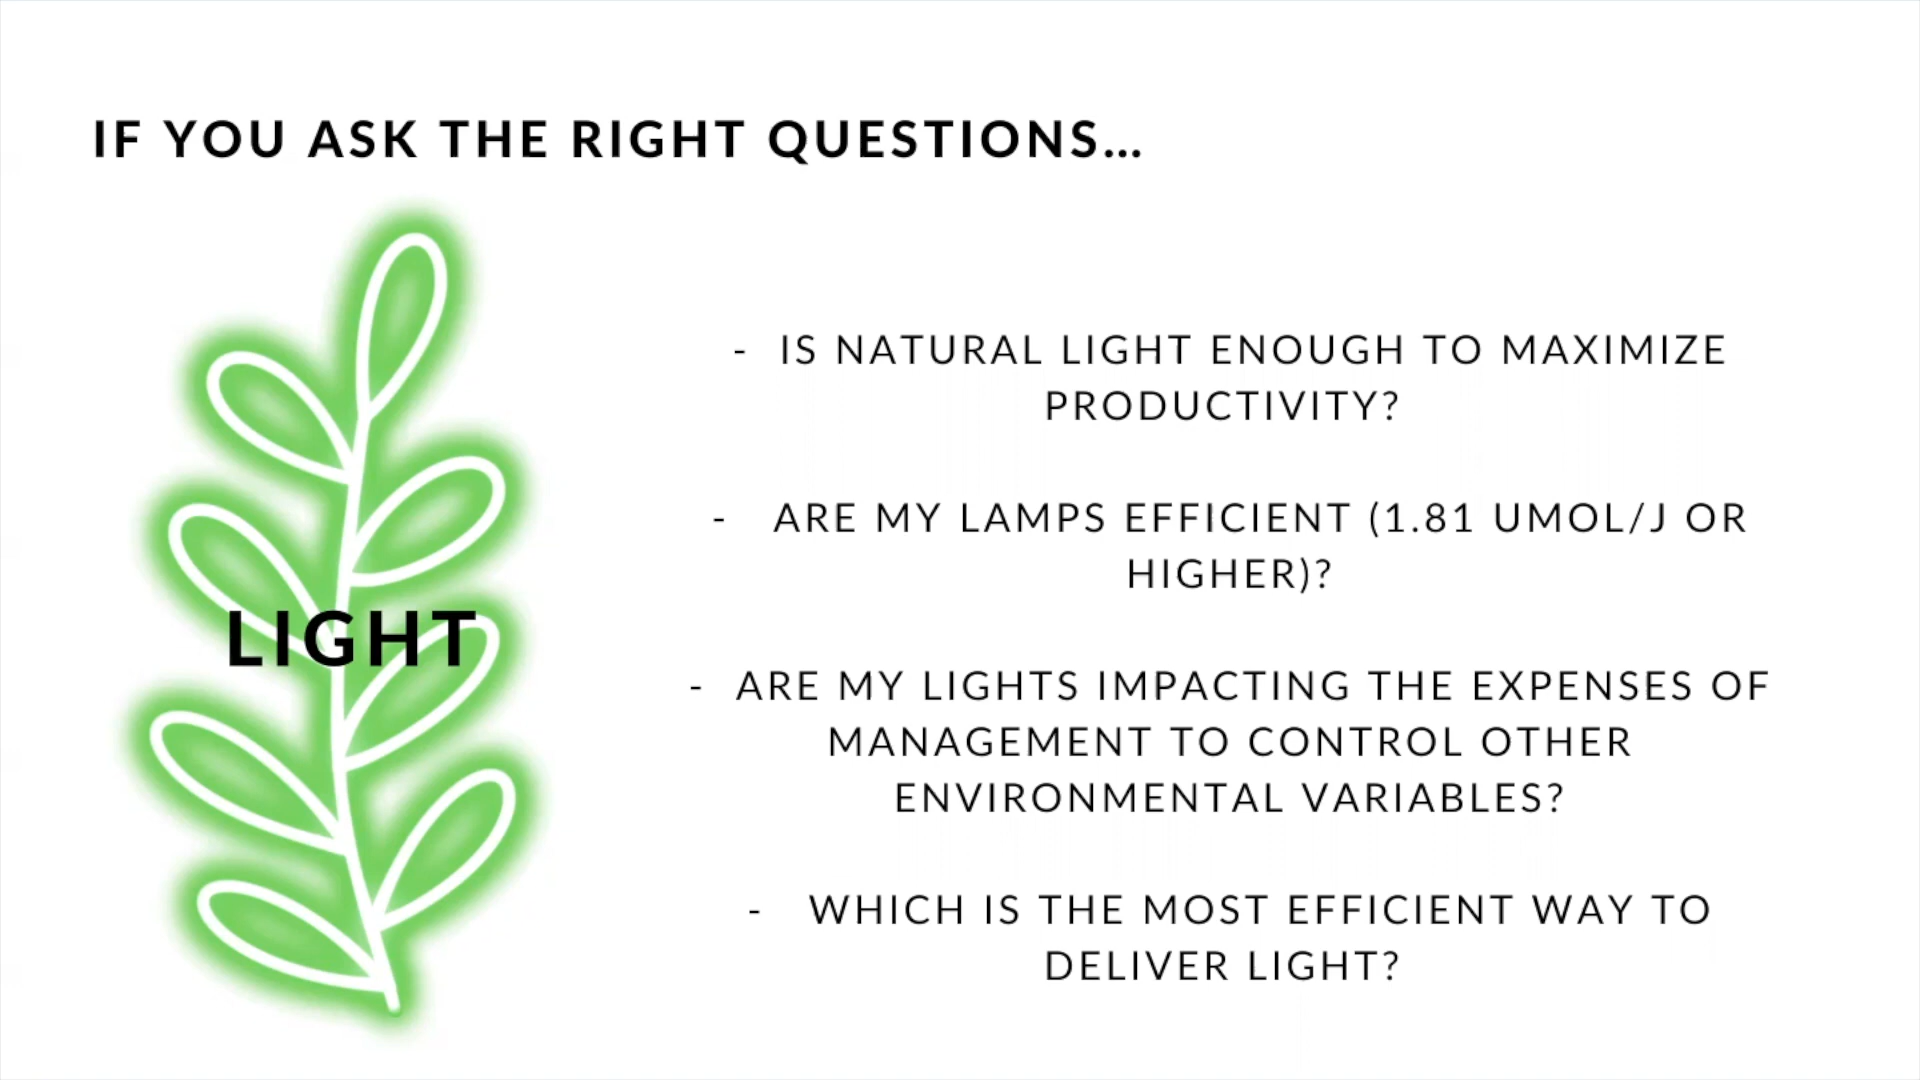 IF YOU ASK THE RIGHT QUESTIONS...
LIGHT
- IS NATURAL LIGHT ENOUGH TO MAXIMIZE
PRODUCTIVITY?
- ARE MY LAMPS EFFICIENT (1.81 UMOL/J OR
HIGHER)?
- ARE MY LIGHTS IMPACTING THE EXPENSES OF
MANAGEMENT TO CONTROL OTHER
ENVIRONMENTAL VARIABLES?
- WHICH IS THE MOST EFFICIENT WAY TO
DELIVER LIGHT?